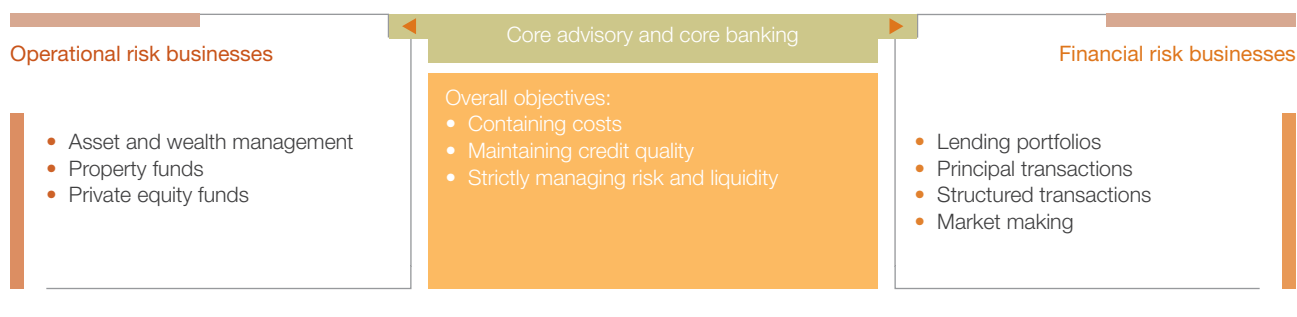 Operational risk businesses
• Asset and wealth management
• Property funds
• Private equity funds
Core advisory and core banking
Overall objectives:
• Containing costs
• Maintaining credit quality
• Strictly managing risk and liquidity
Financial risk businesses
• Lending portfolios
• Principal transactions
• Structured transactions
• Market making